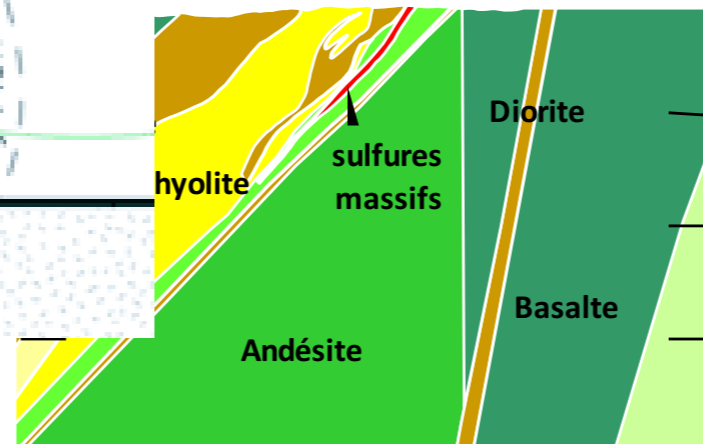 Diorite
sulfures
massifs
hyolite
Basalte
Andésite